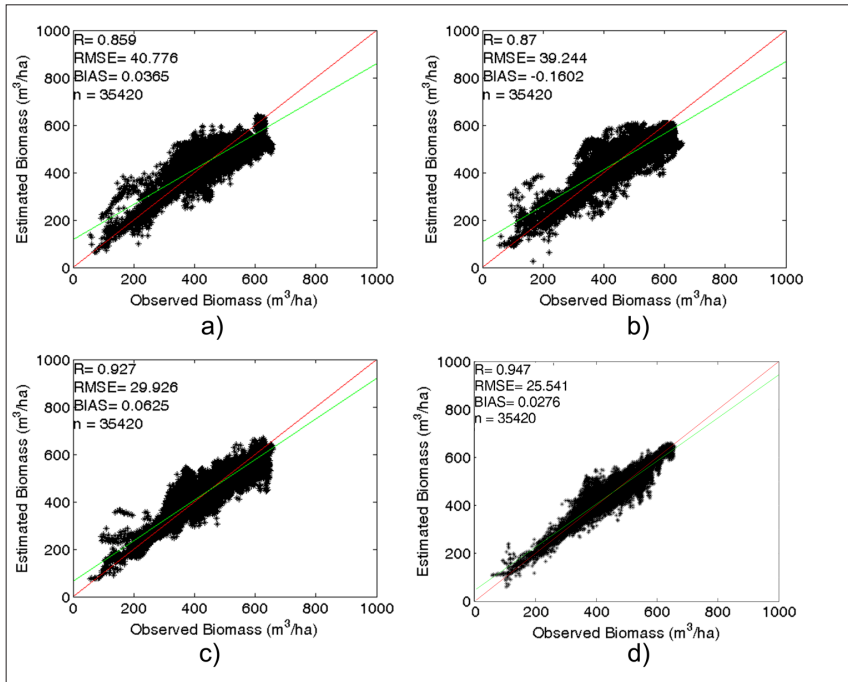 R= 0.859
RMSE= 40.776
BIAS= 0.0365
n = 35420
1000
800
600
400
200
0
0 200 400 600 800 1000
Estimated Biomass (m³/ha)
Observed Biomass (m³/ha)
a)
R= 0.87
RMSE= 39.244
BIAS= -0.1602
n = 35420
1000
800
600
400
200
0
0 200 400 600 800 1000
Estimated Biomass (m³/ha)
Observed Biomass (m³/ha)
b)
R= 0.927
RMSE= 29.926
BIAS= 0.0625
n = 35420
1000
800
600
400
200
0
0 200 400 600 800 1000
Estimated Biomass (m³/ha)
Observed Biomass (m³/ha)
c)
R= 0.947
RMSE= 25.541
BIAS= 0.0276
n = 35420
1000
800
600
400
200
0
0 200 400 600 800 1000
Estimated Biomass (m³/ha)
Observed Biomass (m³/ha)
d)